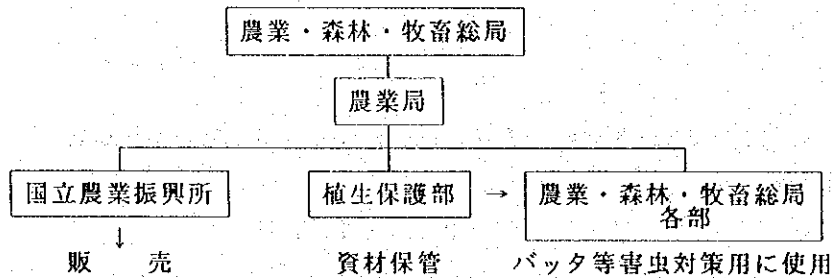 農業・森林・牧畜総局
農業局
国立農業振興所 植生保護部 → 農業・森林・牧畜総局
各部
↓
販 売 資材保管 バッタ等害虫対策用に使用